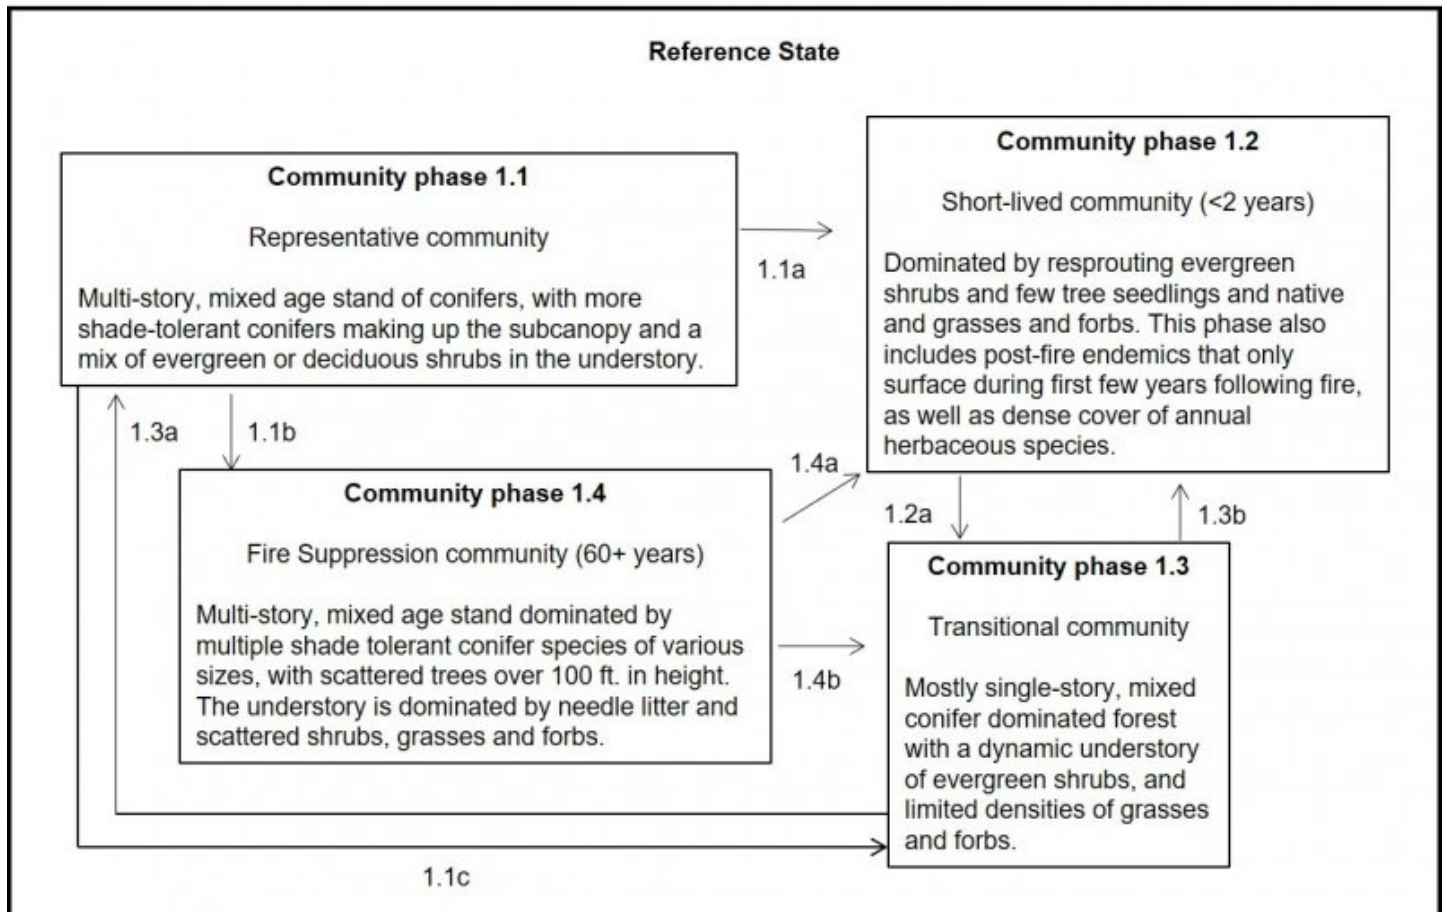 Reference State
Community phase 1.1
Representative community
Multi-story, mixed age stand of conifers, with more
shade-tolerant conifers making up the subcanopy and a
mix of evergreen or deciduous shrubs in the understory.
1.1a
Community phase 1.2
Short-lived community (<2 years)
Dominated by resprouting evergreen
shrubs and few tree seedlings and native
and grasses and forbs. This phase also
includes post-fire endemics that only
surface during first few years following fire,
as well as dense cover of annual
herbaceous species.
1.3a
1.1b
Community phase 1.4
Fire Suppression community (60+ years)
Multi-story, mixed age stand dominated by
multiple shade tolerant conifer species of various
sizes, with scattered trees over 100 ft. in height.
The understory is dominated by needle litter and
scattered shrubs, grasses and forbs.
1.4a
1.4b
1.2a
1.3b
Community phase 1.3
Transitional community
Mostly single-story, mixed
conifer dominated forest
with a dynamic understory
of evergreen shrubs, and
limited densities of grasses
and forbs.
1.1c